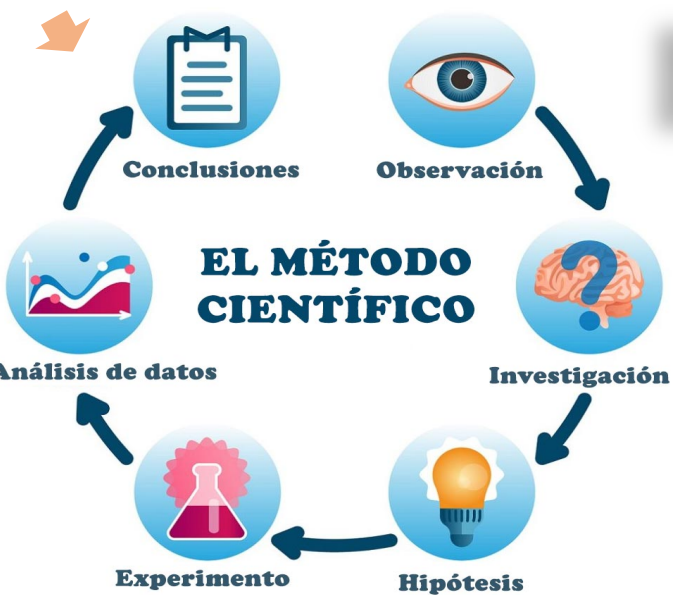 Conclusiones
Observación
EL MÉTODO
CIENTÍFICO
Análisis de datos
Investigación
Experimento
Hipótesis